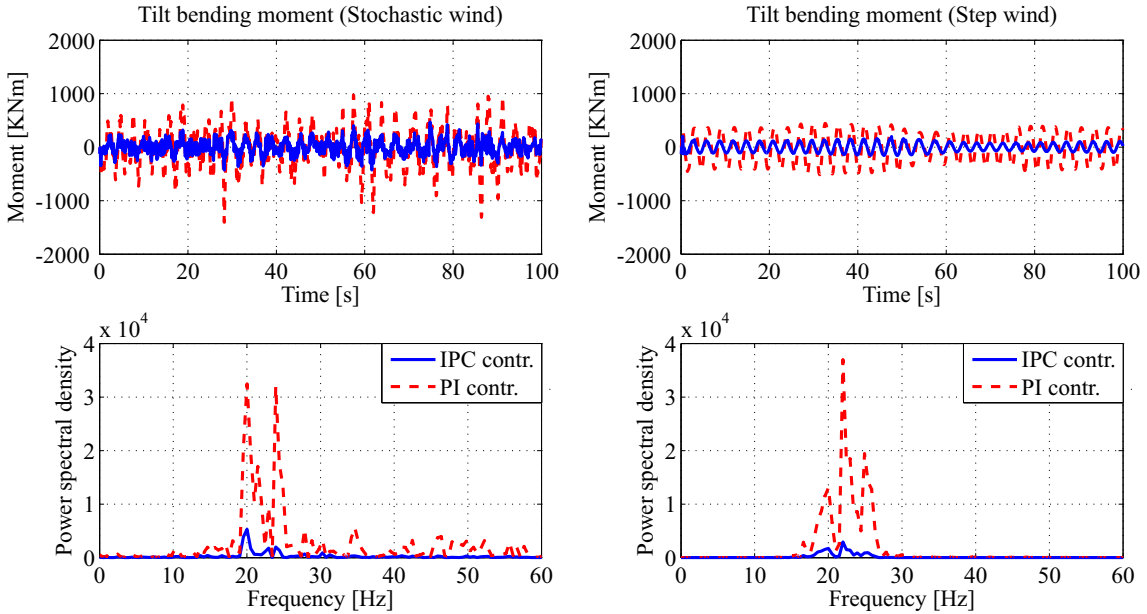 Tilt bending moment (Stochastic wind)
2000
1000
0
-1000
-2000
Moment [KNm]
0 20 40 60 80 100
Time [s]
Tilt bending moment (Step wind)
2000
1000
0
-1000
-2000
Moment [KNm]
0 20 40 60 80 100
Time [s]
x 10^4
4
3
2
1
0
Power spectral density
IPC contr.
PI contr.
0 10 20 30 40 50 60
Frequency [Hz]
x 10^4
4
3
2
1
0
Power spectral density
IPC contr.
PI contr.
0 10 20 30 40 50 60
Frequency [Hz]